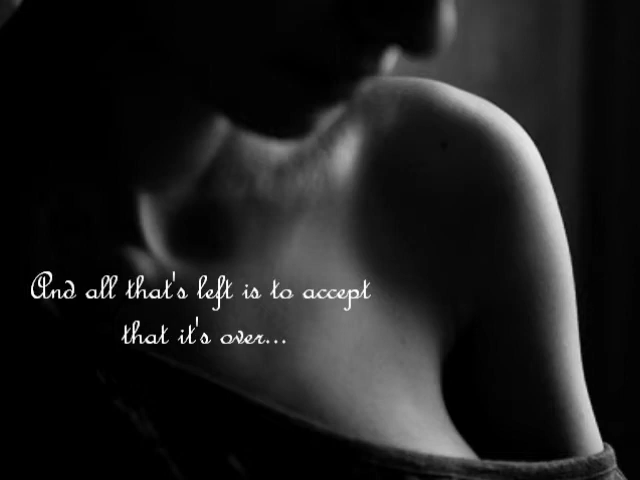 And all that's left is to accept
that it's over...